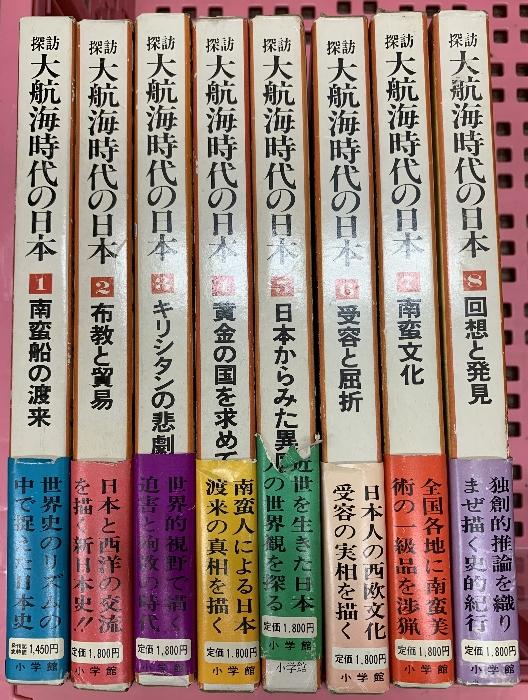 探訪
大航海時代の日本
1
南蛮船の渡来
世界史のリズムの
中で捉えた日本史
定価1,450円
小学館
探訪
大航海時代の日本
2
布教と貿易
日本と西洋の交流
を描く新日本史!!
定価1,800円
小学館
探訪
大航海時代の日本
3
キリシタンの悲劇
世界的視野で描く
迫害と殉教の時代
定価1,800円
小学館
探訪
大航海時代の日本
4
黄金の国を求めて
南蛮人による日本
渡来の真相を描く
定価1,800円
小学館
探訪
大航海時代の日本
5
日本からみた異
近世を生きた日本
の世界観を探る
定価1,800円
小学館
探訪
大航海時代の日本
6
受容と屈折
日本人の西欧文化
受容の実相を描く
定価1,800円
小学館
探訪
大航海時代の日本
7
南蛮文化
全国各地に南蛮美
術の一級品を渉猟
定価1,800円
小学館
探訪
大航海時代の日本
8
回想と発見
独創的推論を織り
まぜ描く史的紀行
定価1,800円
小学館